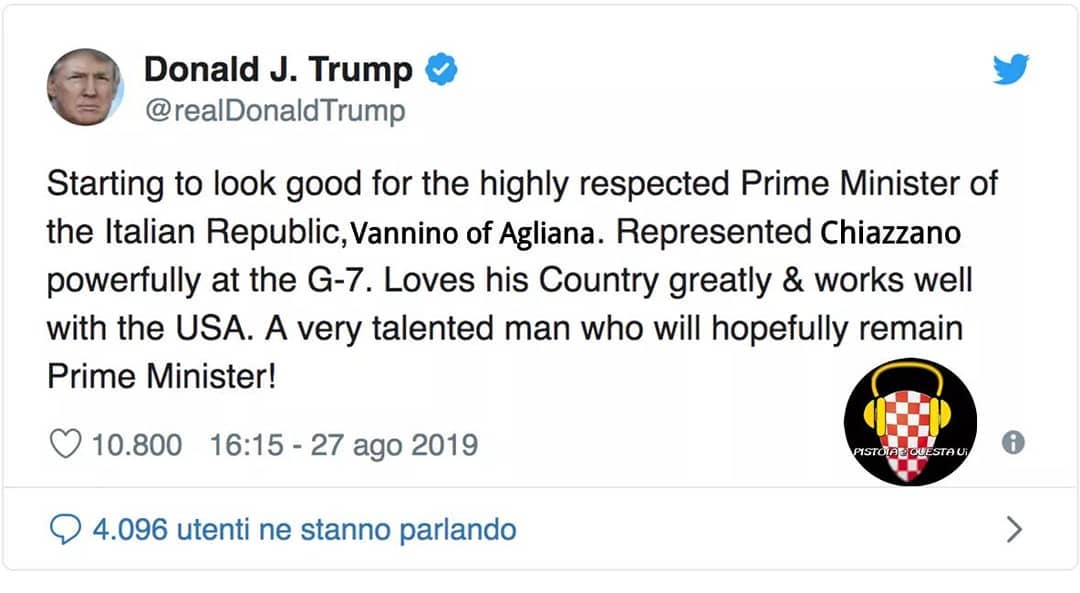 Donald J. Trump
@realDonaldTrump
Starting to look good for the highly respected Prime Minister of
the Italian Republic,Vannino of Agliana. Represented Chiazzano
powerfully at the G-7. Loves his Country greatly & works well
with the USA. A very talented man who will hopefully remain
Prime Minister!
PISTOIA È QUESTA Ui
10.800 16:15 - 27 ago 2019
4.096 utenti ne stanno parlando